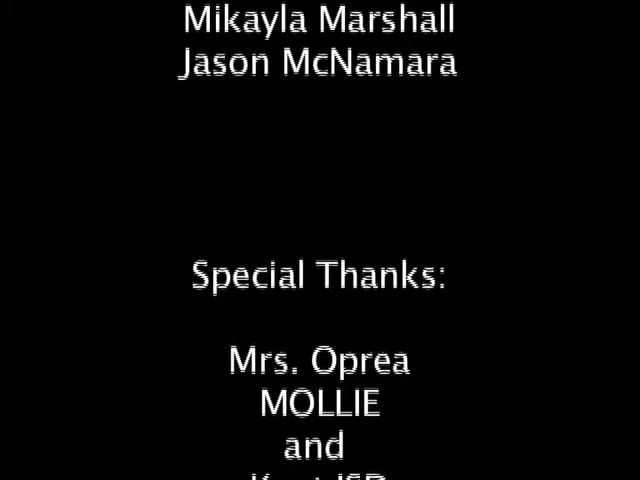 Mikayla Marshall
Jason McNamara
Special Thanks:
Mrs. Oprea
MOLLIE
and